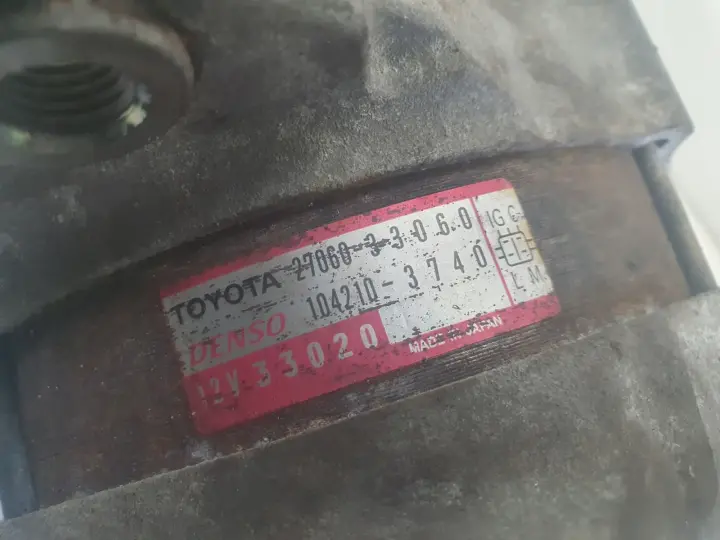 TOYOTA 27060-33060
DENSO 104210-3740
12V 33020
MADE IN JAPAN
IG C
L M